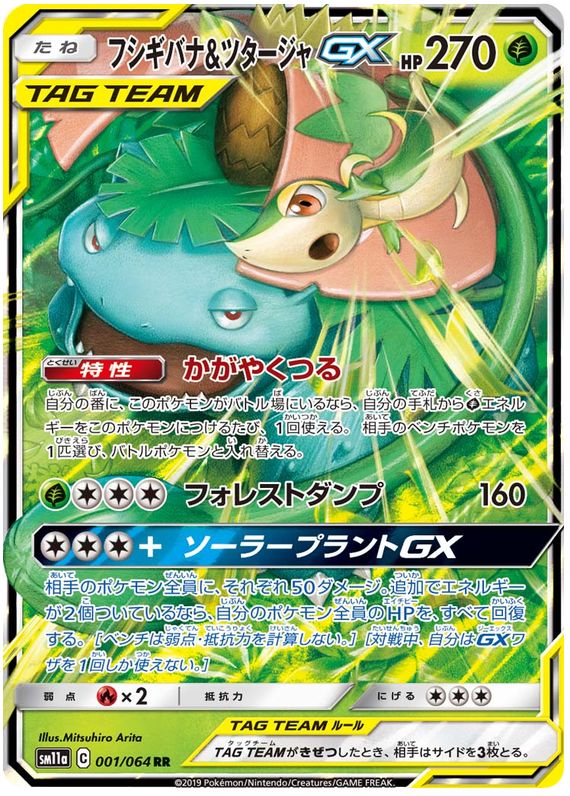 たね
フシギバナ&ツタージャGX HP270
TAG TEAM
とくせい
特性 かがやくつる
自分の番に、このポケモンがバトル場にいるなら、自分の手札からエネル
ギーをこのポケモンにつけるたび、1回使える。相手のベンチポケモンを
1匹選び、バトルポケモンと入れ替える。
フォレストダンプ 160
+ ソーラープラントGX
相手のポケモン全員に、それぞれ50ダメージ。追加でエネルギー
が2個ついているなら、自分のポケモン全員のHPを、すべて回復
する。[ベンチは弱点・抵抗力を計算しない。][対戦中、自分はGXワ
ザを1回しか使えない。]
弱点 ×2 抵抗力 にげる
TAG TEAM ルール
Illus.Mitsuhiro Arita
タッグチーム
TAG TEAMがきぜつしたとき、相手はサイドを3枚とる。
sm11a C 001/064 RR
©2019 Pokémon/Nintendo/Creatures/GAME FREAK.